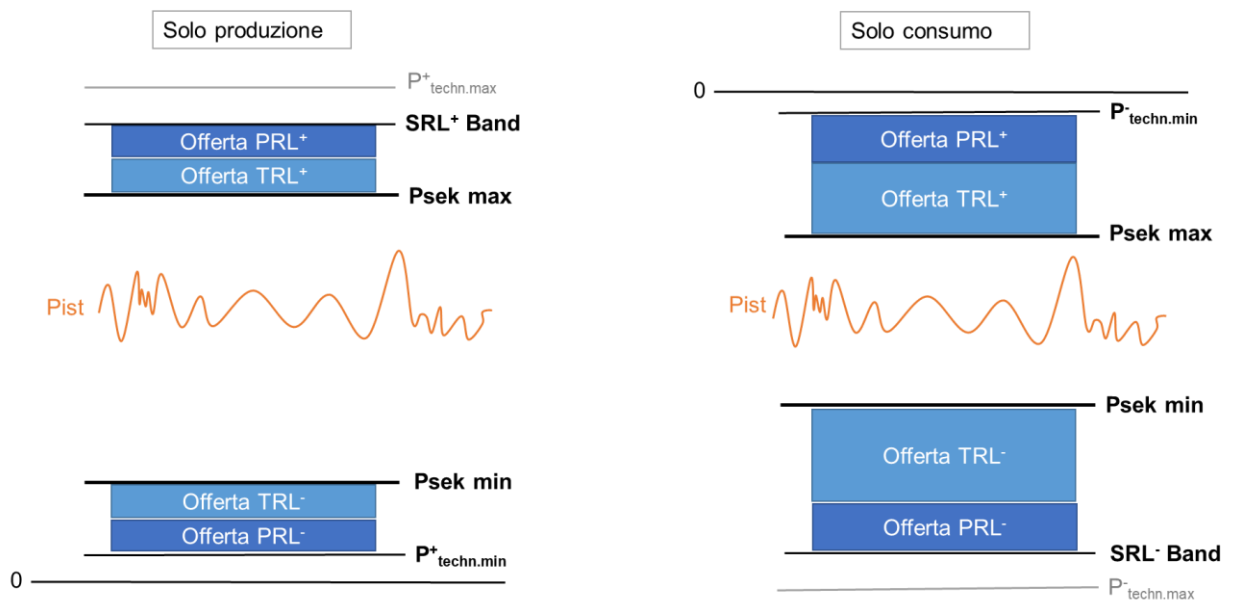 Solo produzione
P⁺techn.max
SRL⁺ Band
Offerta PRL⁺
Offerta TRL⁺
Psek max
Pist
Psek min
Offerta TRL⁻
Offerta PRL⁻
P⁺techn.min
0
Solo consumo
0
P⁻techn.min
Offerta PRL⁺
Offerta TRL⁺
Psek max
Pist
Psek min
Offerta TRL⁻
Offerta PRL⁻
SRL⁻ Band
P⁻techn.max